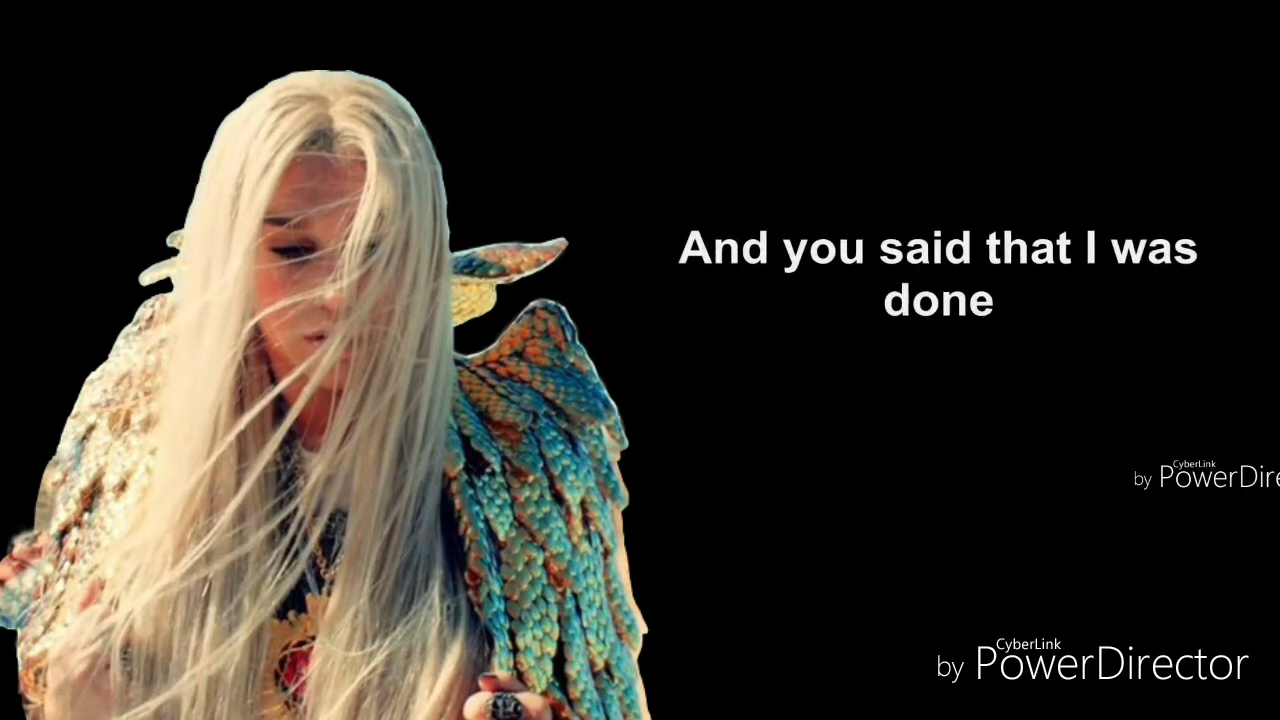 And you said that I was
done
CyberLink
by PowerDire
CyberLink
by PowerDirector